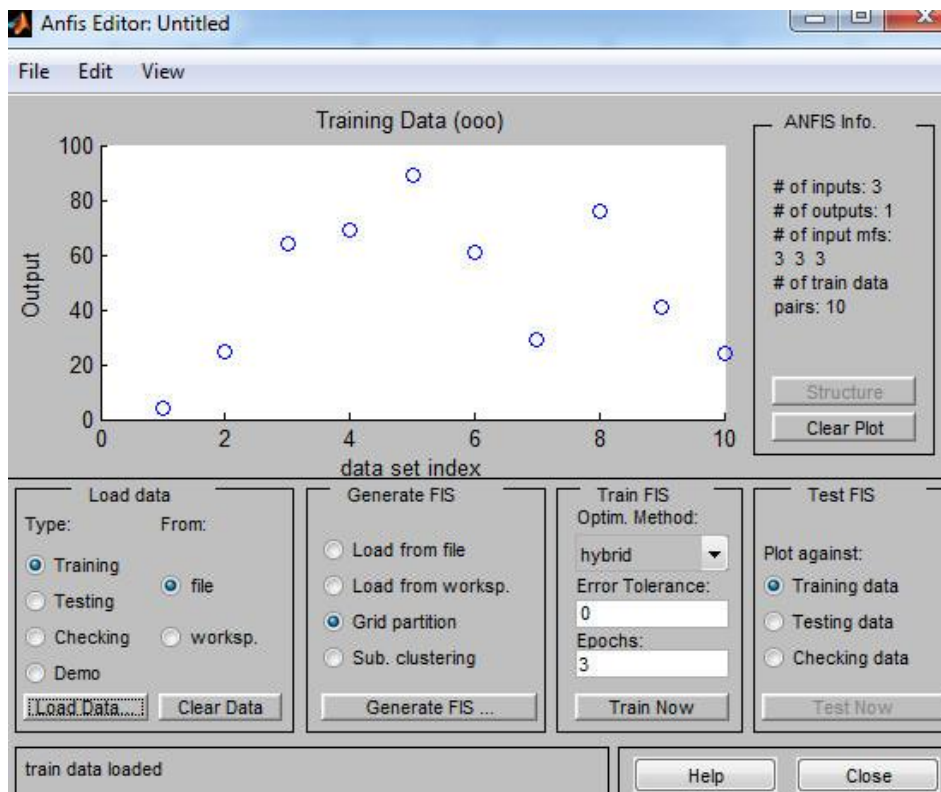 Anfis Editor: Untitled
File Edit View
Training Data (ooo)
100
80
60
40
20
0
Output
0 2 4 6 8 10
data set index
ANFIS Info.
# of inputs: 3
# of outputs: 1
# of input mfs:
3 3 3
# of train data
pairs: 10
Structure
Clear Plot
Load data
Type: From:
Training
file
Testing
Checking
worksp.
Demo
Load Data...
Clear Data
Generate FIS
Load from file
Load from worksp.
Grid partition
Sub. clustering
Generate FIS ...
Train FIS
Optim. Method:
hybrid
Error Tolerance:
0
Epochs:
3
Train Now
Test FIS
Plot against:
Training data
Testing data
Checking data
Test Now
train data loaded
Help
Close